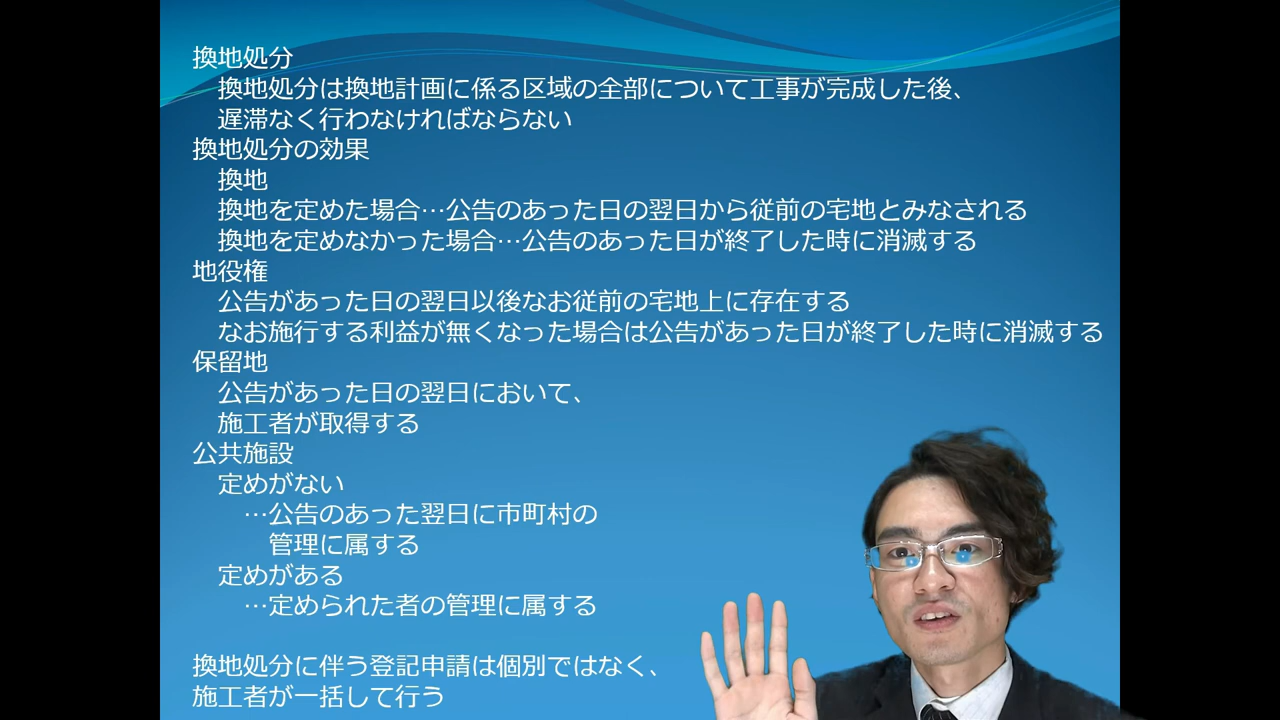 換地処分
換地処分は換地計画に係る区域の全部について工事が完成した後、
遅滞なく行わなければならない
換地処分の効果
換地
換地を定めた場合…公告のあった日の翌日から従前の宅地とみなされる
換地を定めなかった場合…公告のあった日が終了した時に消滅する
地役権
公告があった日の翌日以後なお従前の宅地上に存在する
なお施行する利益が無くなった場合は公告があった日が終了した時に消滅する
保留地
公告があった日の翌日において、
施工者が取得する
公共施設
定めがない
…公告のあった翌日に市町村の
管理に属する
定めがある
…定められた者の管理に属する
換地処分に伴う登記申請は個別ではなく、
施工者が一括して行う